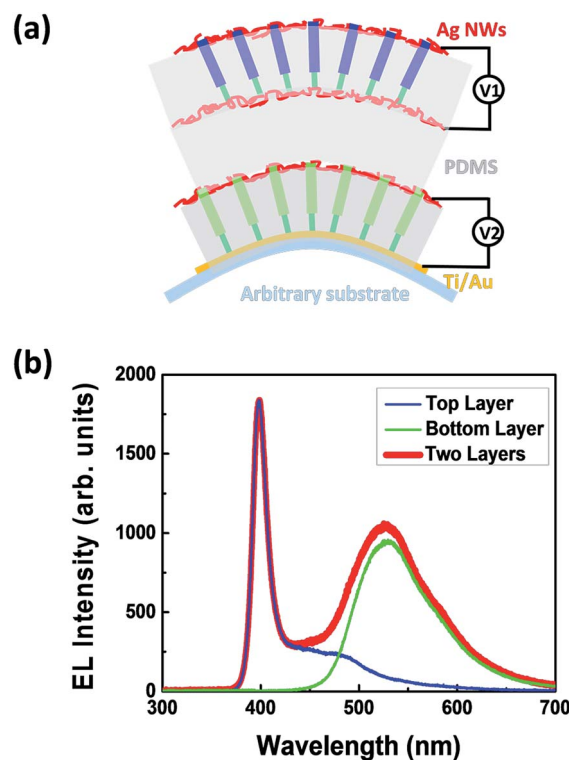 (a)
Ag NWs
V1
PDMS
V2
Ti/Au
Arbitrary substrate
(b)
2000
1500
1000
500
0
EL Intensity (arb. units)
Top Layer
Bottom Layer
Two Layers
300 400 500 600 700
Wavelength (nm)